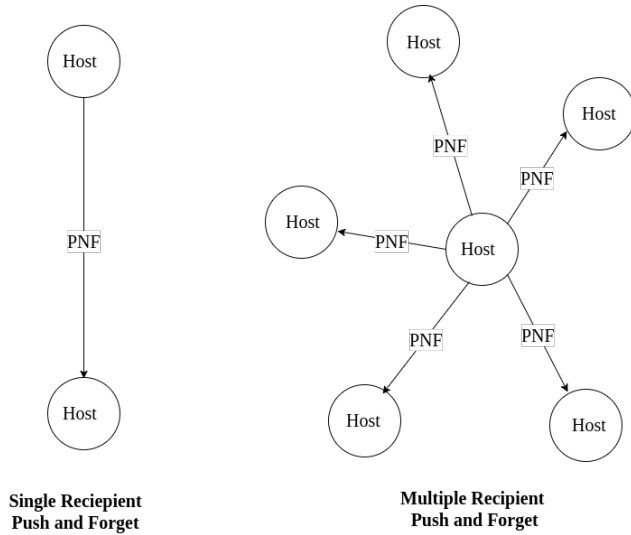 Host
PNF
Host
Single Reciepient
Push and Forget
Host
Host
PNF
PNF
Host
PNF
Host
PNF
PNF
Host
Host
Multiple Recipient
Push and Forget